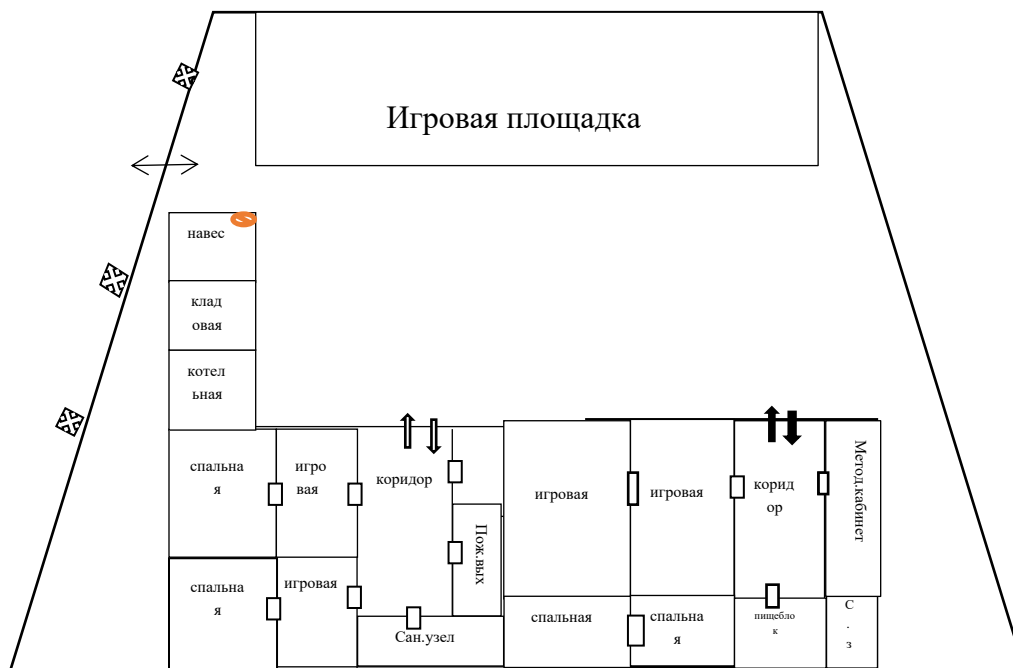 Игровая площадка
навес
клад
овая
котел
ьная
спальна
я
игро
вая
коридор
Пож.вых
игровая
игровая
корид
ор
Метод.кабинет
спальна
я
игровая
Сан.узел
спальная
спальна
я
пищебло
к
С
. .
з